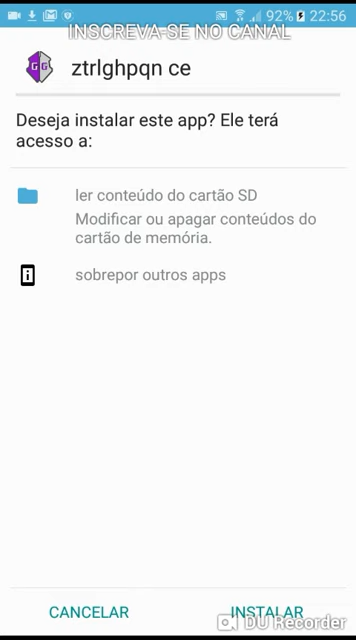 92% 22:56
INSCREVA-SE NO CANAL
GG
ztrlghpqn ce
Deseja instalar este app? Ele terá
acesso a:
ler conteúdo do cartão SD
Modificar ou apagar conteúdos do
cartão de memória.
sobrepor outros apps
CANCELAR INSTALAR
DU Recorder